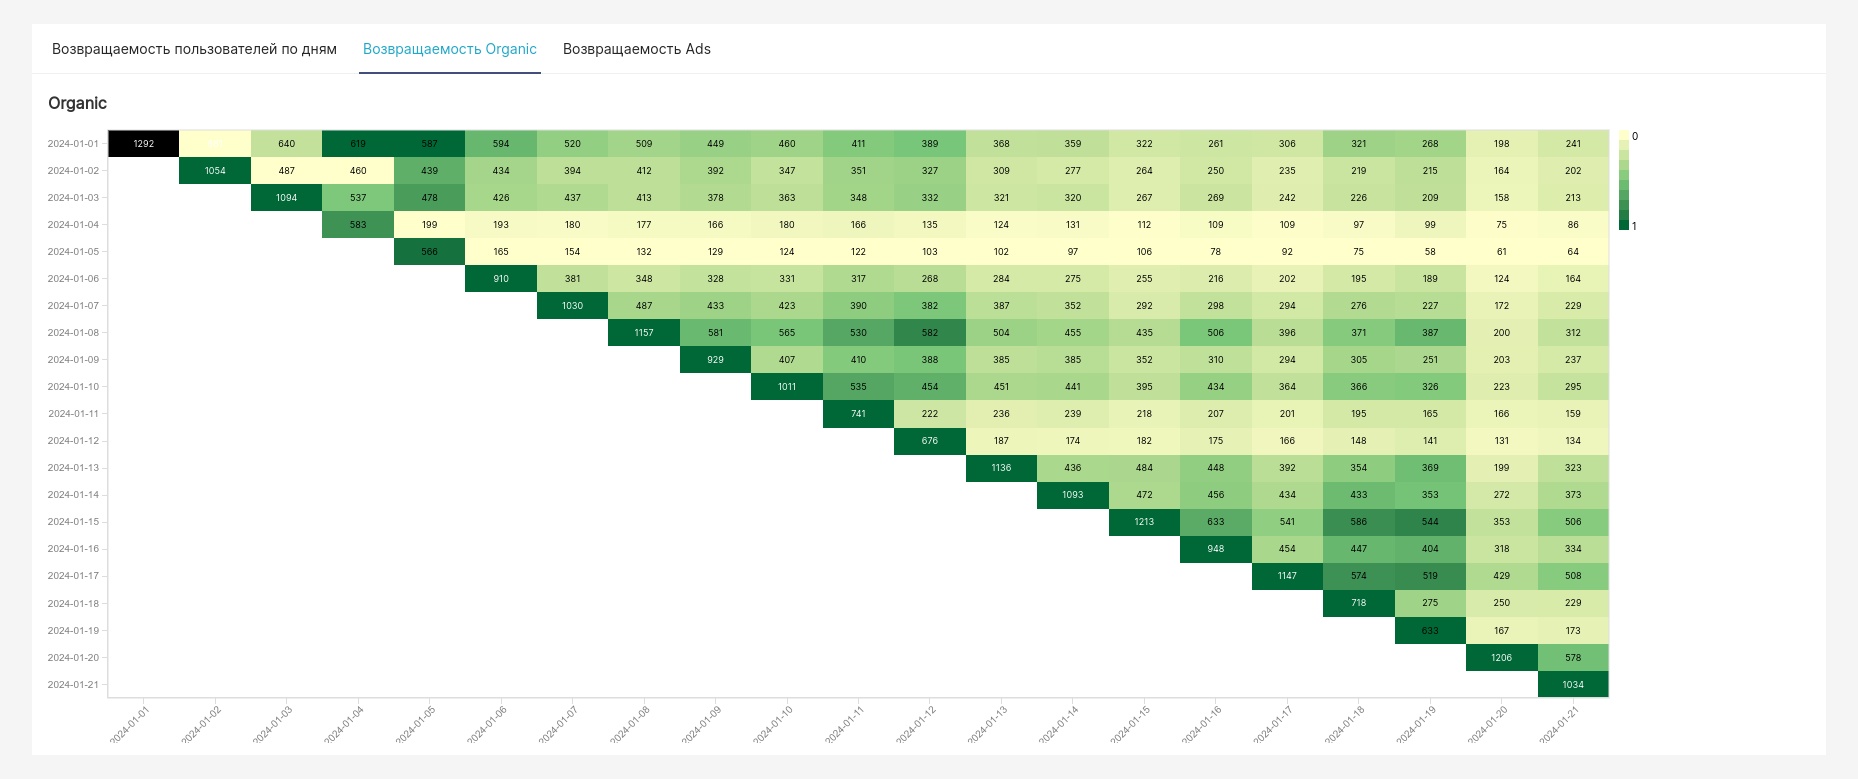 Возвращаемость пользователей по дням Возвращаемость Organic Возвращаемость Ads
Organic
2024-01-01 1292 640 619 587 594 520 509 449 460 411 389 368 359 322 261 306 321 268 198 241
0
2024-01-02 1054 487 460 439 434 394 412 392 347 351 327 309 277 264 250 235 219 215 164 202
2024-01-03 1094 537 478 426 437 413 378 363 348 332 321 320 267 269 242 226 209 158 213
2024-01-04 583 199 193 180 177 166 180 166 135 124 131 112 109 109 97 99 75 86
1
2024-01-05 566 165 154 132 129 124 122 103 102 97 106 78 92 75 58 61 64
2024-01-06 910 381 348 328 331 317 268 284 275 255 216 202 195 189 124 164
2024-01-07 1030 487 433 423 390 382 387 352 292 298 294 276 227 172 229
2024-01-08 1157 581 565 530 582 504 455 435 506 396 371 387 200 312
2024-01-09 929 407 410 388 385 385 352 310 294 305 251 203 237
2024-01-10 1011 535 454 451 441 395 434 364 366 326 223 295
2024-01-11 741 222 236 239 218 207 201 195 165 166 159
2024-01-12 676 187 174 182 175 166 148 141 131 134
2024-01-13 1136 436 484 448 392 354 369 199 323
2024-01-14 1093 472 456 434 433 353 272 373
2024-01-15 1213 633 541 586 544 353 506
2024-01-16 948 454 447 404 318 334
2024-01-17 1147 574 519 429 508
2024-01-18 718 275 250 229
2024-01-19 633 167 173
2024-01-20 1206 578
2024-01-21 1034
2024-01-01 2024-01-02 2024-01-03 2024-01-04 2024-01-05 2024-01-06 2024-01-07 2024-01-08 2024-01-09 2024-01-10 2024-01-11 2024-01-12 2024-01-13 2024-01-14 2024-01-15 2024-01-16 2024-01-17 2024-01-18 2024-01-19 2024-01-20 2024-01-21